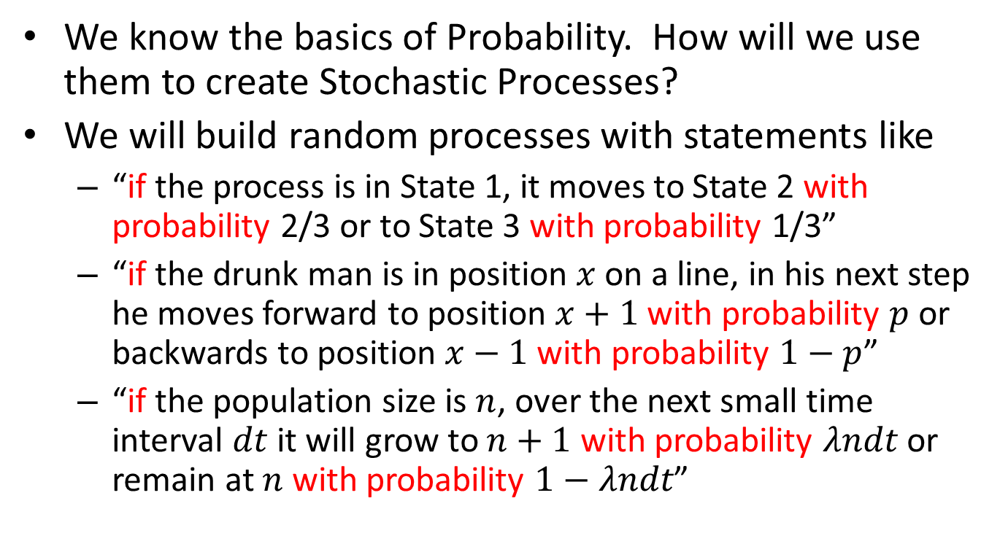 • We know the basics of Probability.  How will we use
them to create Stochastic Processes?
• We will build random processes with statements like
– “if the process is in State 1, it moves to State 2 with
probability 2/3 or to State 3 with probability 1/3”
– “if the drunk man is in position 𝑥 on a line, in his next step
he moves forward to position 𝑥 + 1 with probability 𝑝 or
backwards to position 𝑥 − 1 with probability 1 − 𝑝”
– “if the population size is 𝑛, over the next small time
interval 𝑑𝑡 it will grow to 𝑛 + 1 with probability 𝜆𝑛𝑑𝑡 or
remain at 𝑛 with probability 1 − 𝜆𝑛𝑑𝑡”